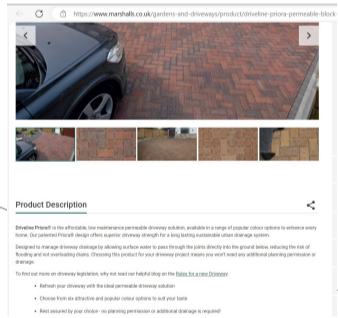 https://www.marshalls.co.uk/gardens-and-driveways/product/driveline-priora-permeable-block-
Product Description
Driveline Priora® is the affordable, low maintenance permeable driveway solution, available in a range of popular colour options to enhance every
home. Our patented Priora® design offers superior driveway strength for a long lasting sustainable urban drainage system.
Designed to manage driveway drainage by allowing surface water to pass through the joints directly into the ground below, reducing the risk of
flooding and not overloading drains. Choosing this product for your driveway project means you won't need any additional planning permission or
drainage.
To find out more on driveway legislation, why not read our helpful blog on the Rules for a new Driveway.
• Refresh your driveway with the ideal permeable driveway solution
• Choose from six attractive and popular colour options to suit your taste
• Rest assured by your choice - no planning permission or additional drainage is required!